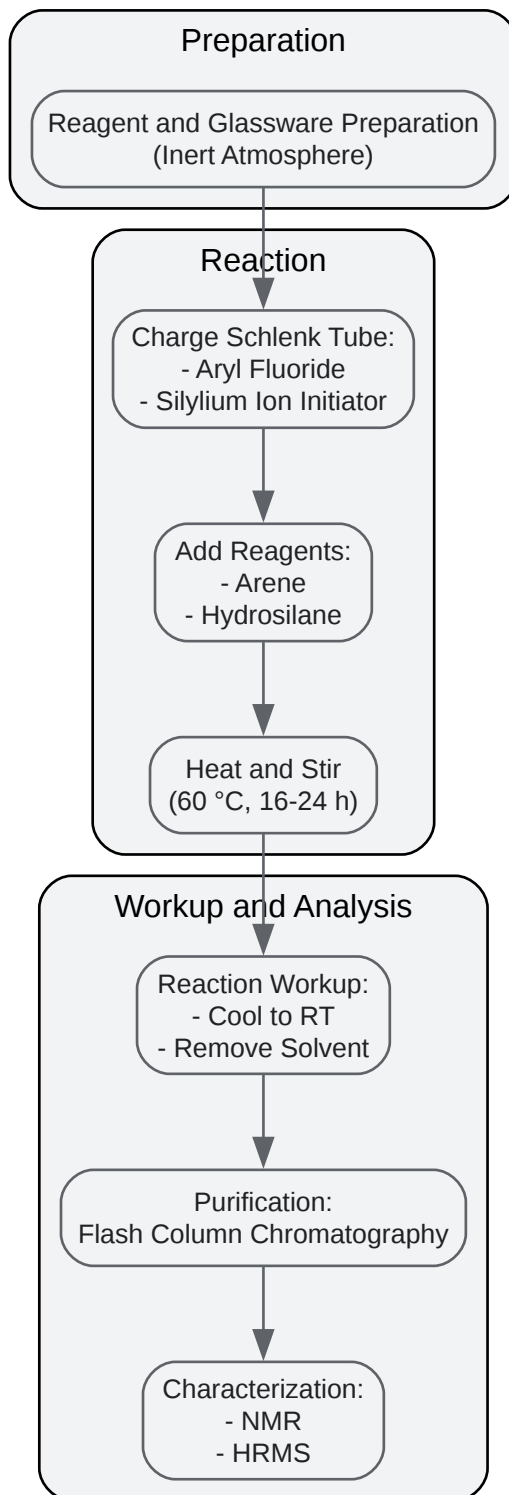 Preparation
Reagent and Glassware Preparation
(Inert Atmosphere)
Reaction
Charge Schlenk Tube:
- Aryl Fluoride
- Silylium Ion Initiator
Add Reagents:
- Arene
- Hydrosilane
Heat and Stir
(60 °C, 16-24 h)
Workup and Analysis
Reaction Workup:
- Cool to RT
- Remove Solvent
Purification:
Flash Column Chromatography
Characterization:
- NMR
- HRMS